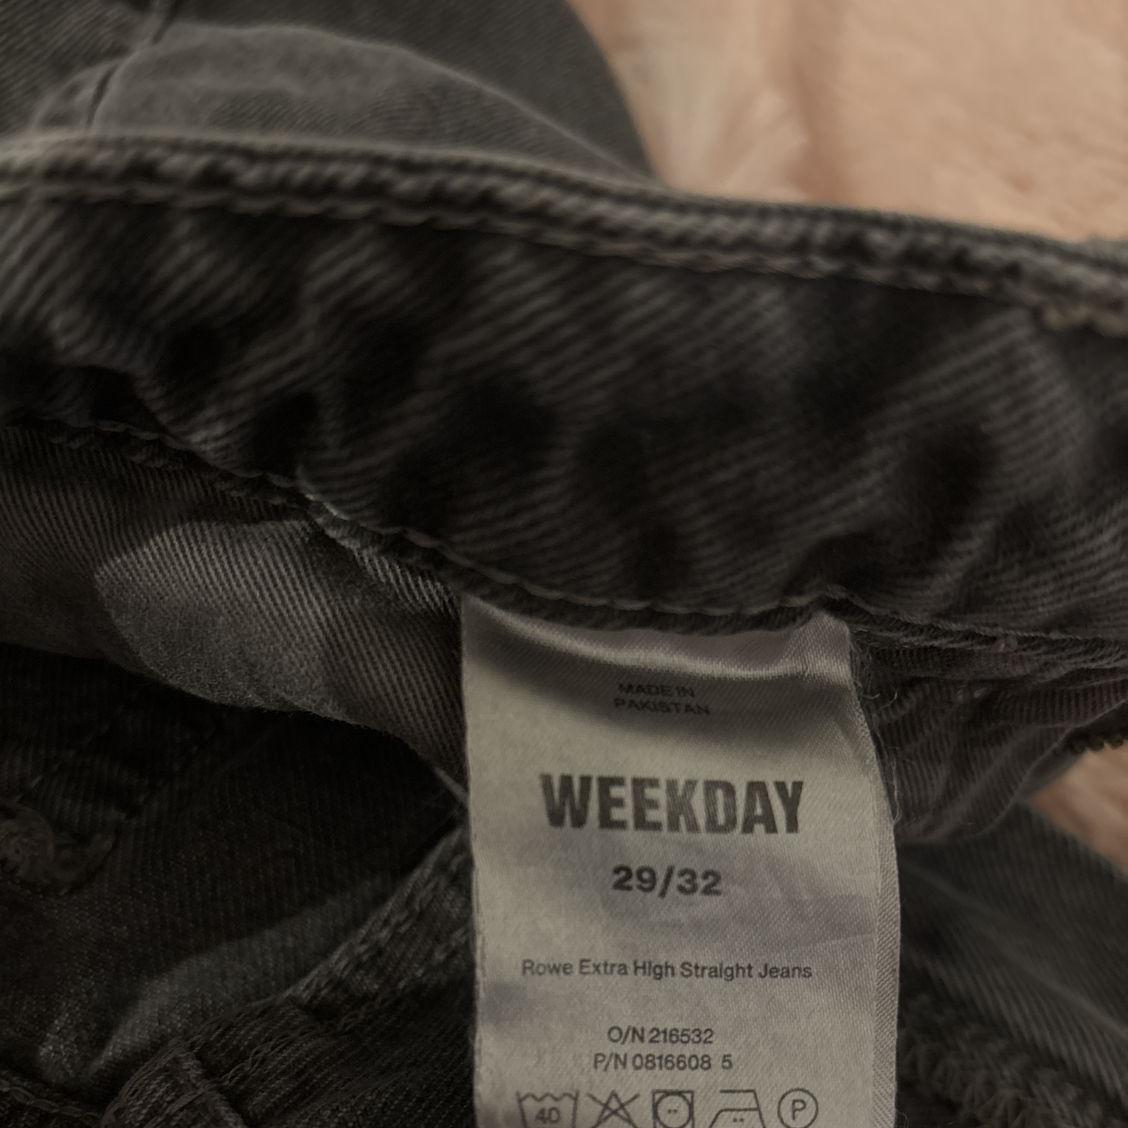 MADE IN
PAKISTAN
WEEKDAY
29/32
Rowe Extra High Straight Jeans
O/N 216532
P/N 0816608 5
40 P